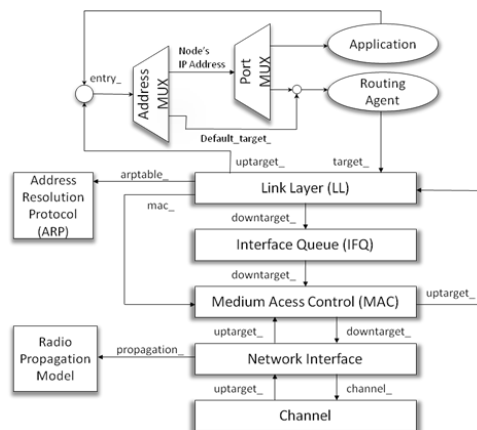 Node's
IP Address
Application
entry_
Address
MUX
Port
MUX
Routing
Agent
Default_target_
uptarget_
target_
Address
Resolution
Protocol
(ARP)
arptable_
mac_
Link Layer (LL)
downtarget_
Interface Queue (IFQ)
downtarget_
Medium Acess Control (MAC)
uptarget_
uptarget_
downtarget_
Radio
Propagation
Model
propagation_
Network Interface
uptarget_
channel_
Channel